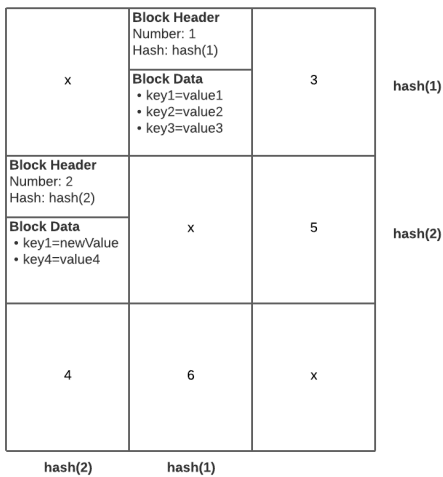 x
Block Header
Number: 1
Hash: hash(1)
Block Data
• key1=value1
• key2=value2
• key3=value3
3
hash(1)
Block Header
Number: 2
Hash: hash(2)
Block Data
• key1=newValue
• key4=value4
x
5
hash(2)
4
6
x
hash(2)
hash(1)